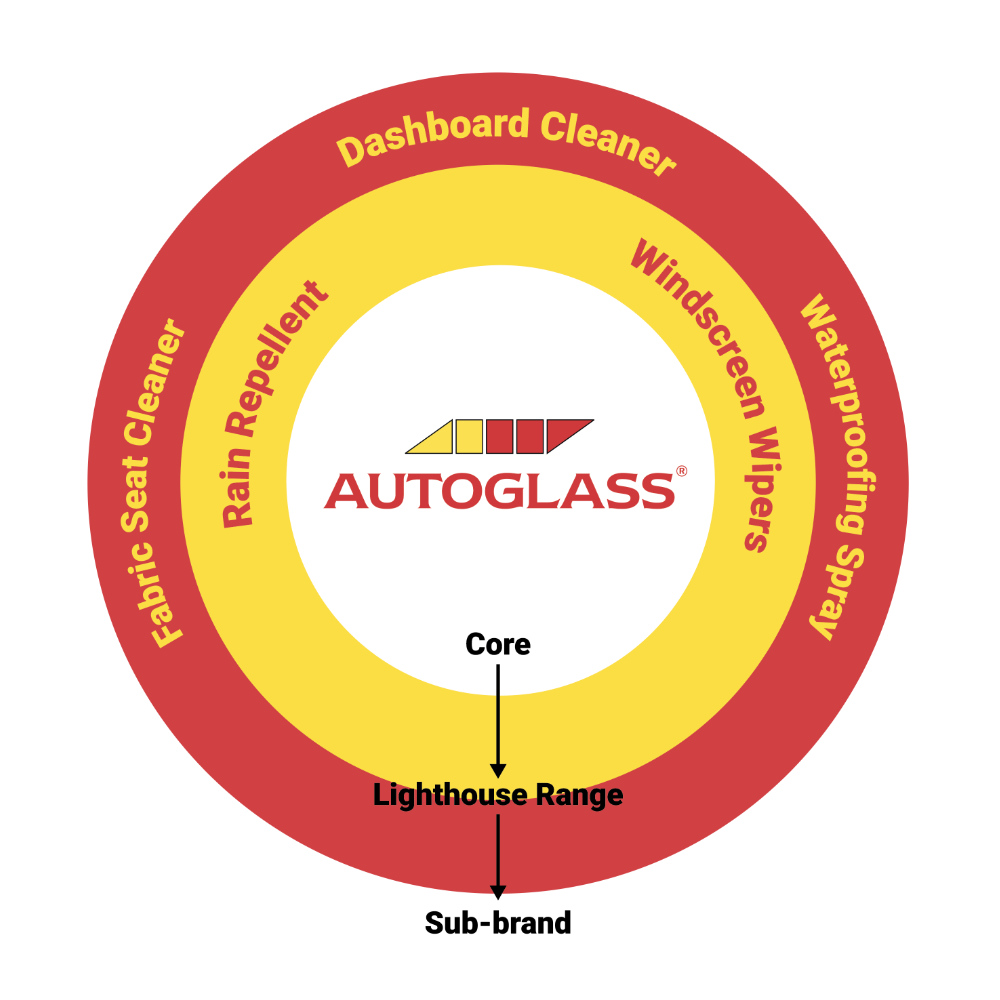 Dashboard Cleaner
Fabric Seat Cleaner
Rain Repellent
Windscreen Wipers
Waterproofing Spray
AUTOGLASS®
Core
Lighthouse Range
Sub-brand